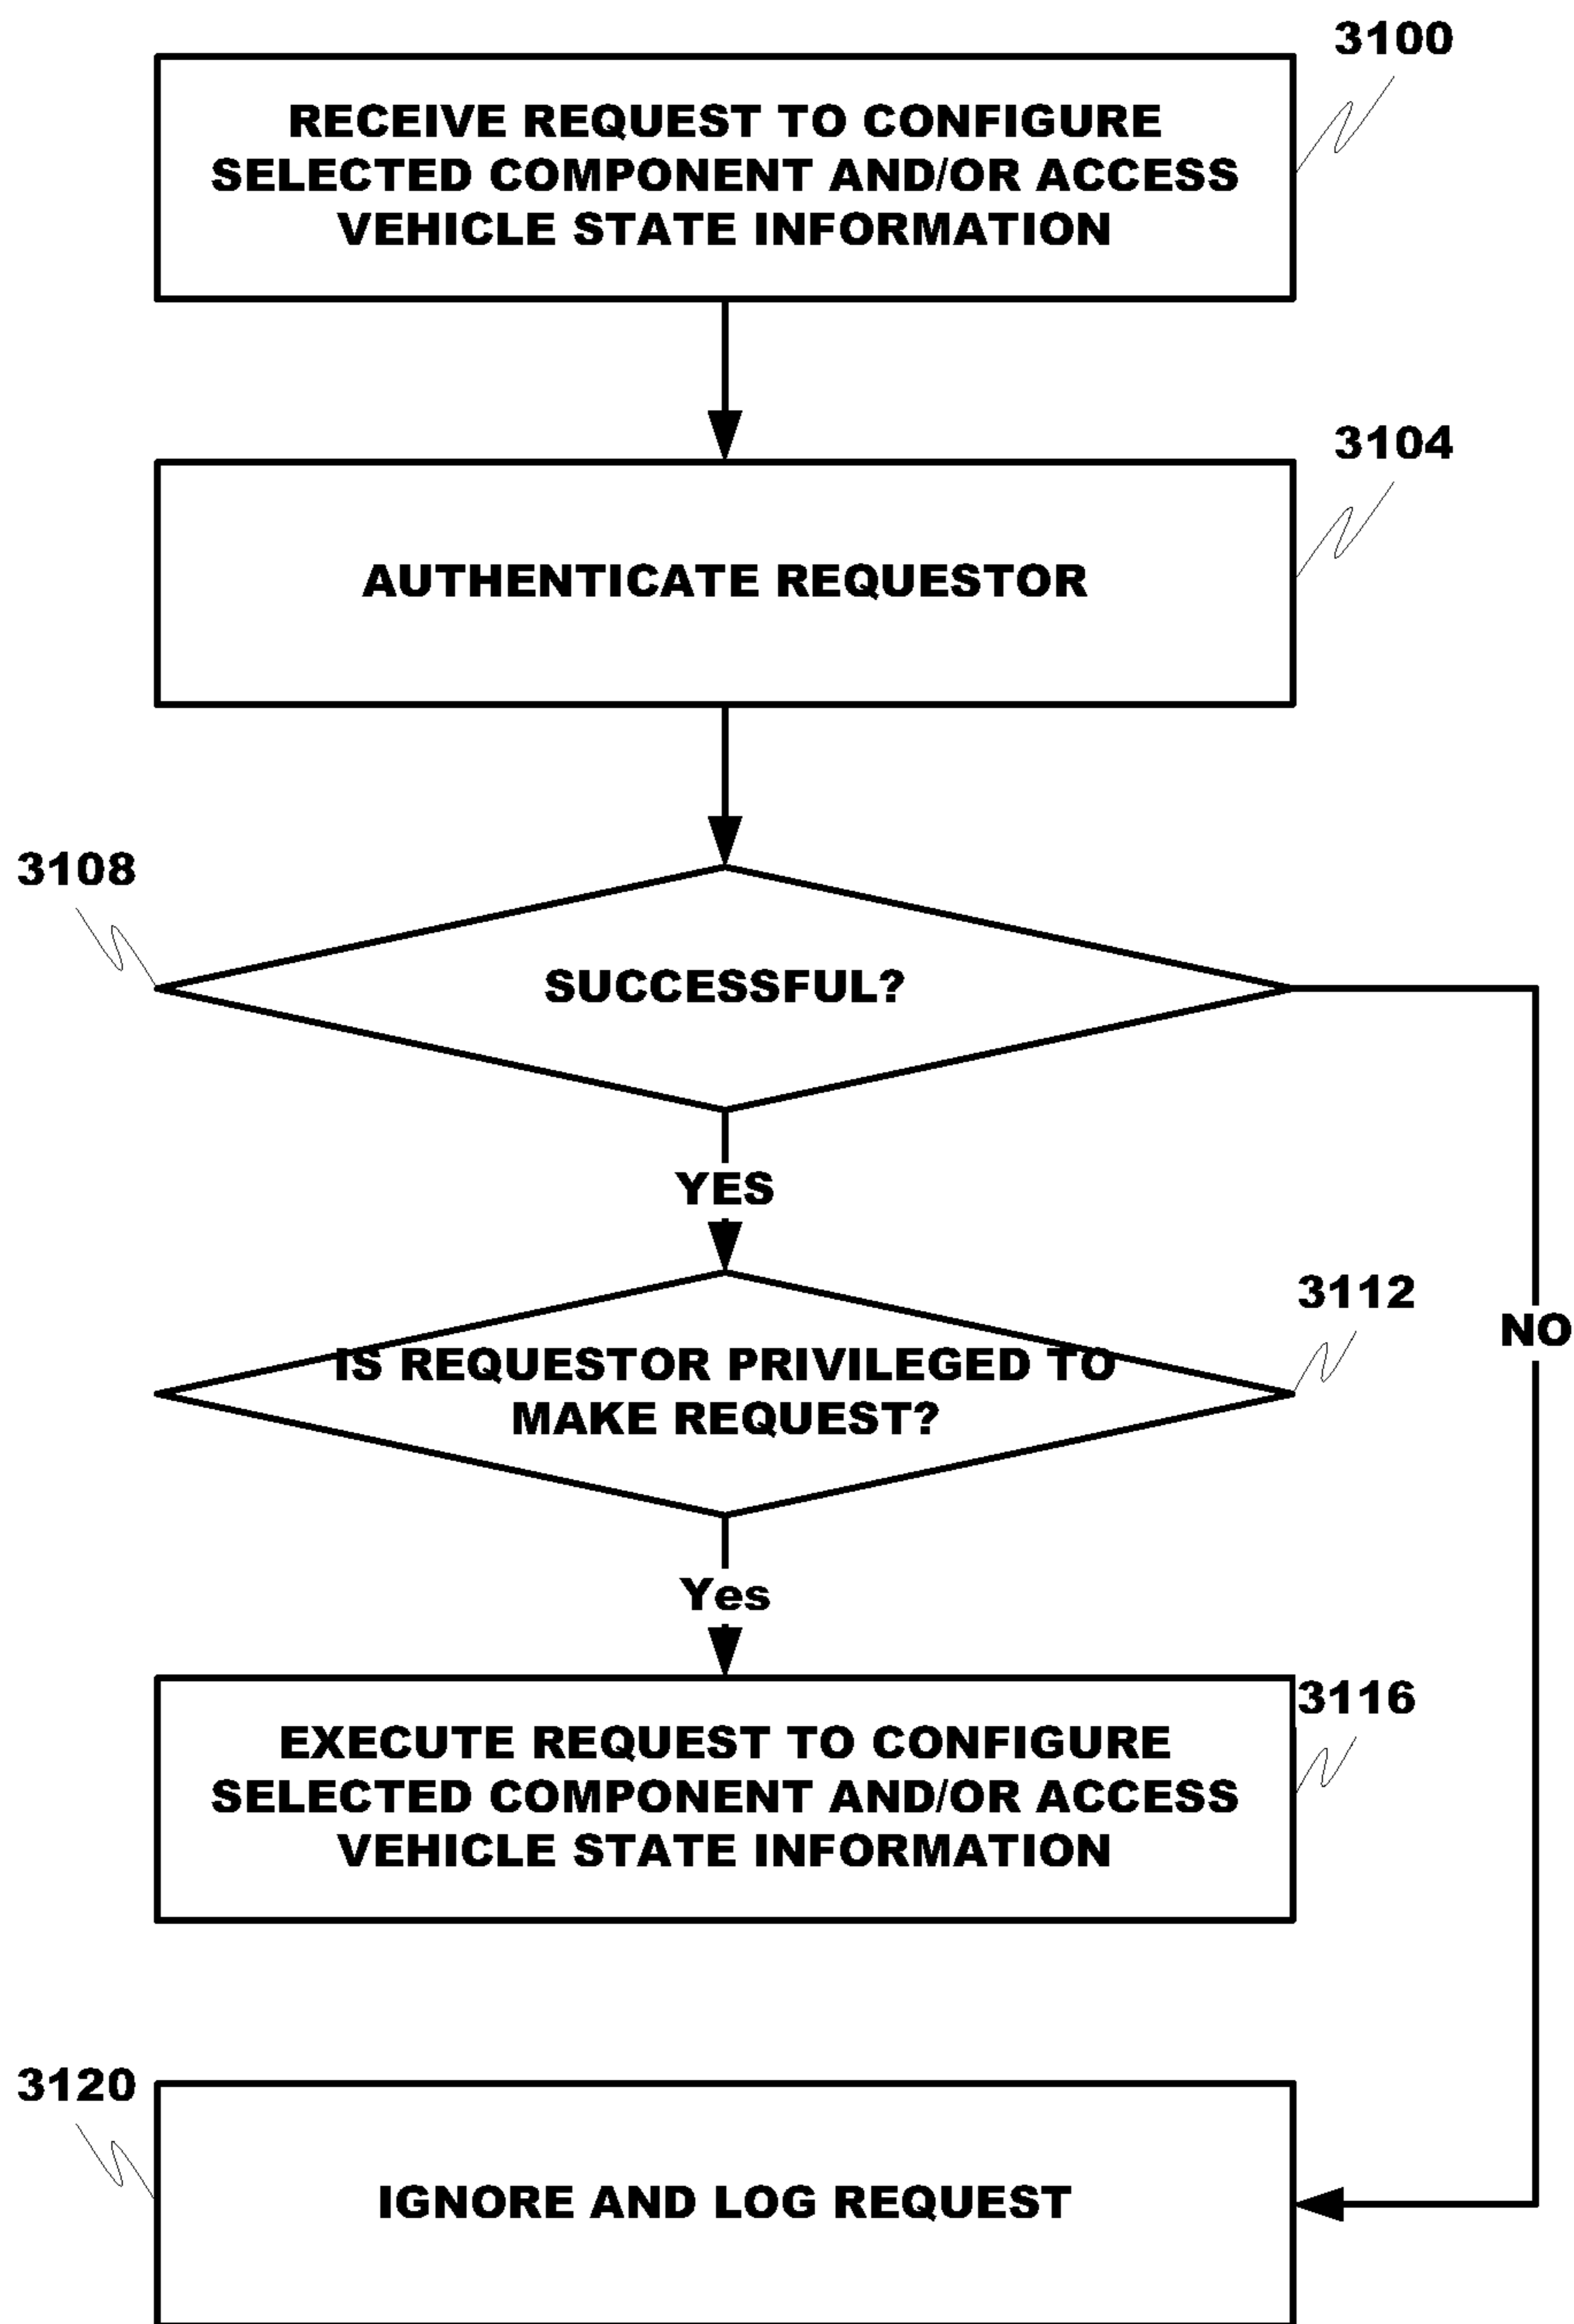 3100
RECEIVE REQUEST TO CONFIGURE
SELECTED COMPONENT AND/OR ACCESS
VEHICLE STATE INFORMATION
3104
AUTHENTICATE REQUESTOR
3108
SUCCESSFUL?
YES
3112
NO
IS REQUESTOR PRIVILEGED TO
MAKE REQUEST?
Yes
3116
EXECUTE REQUEST TO CONFIGURE
SELECTED COMPONENT AND/OR ACCESS
VEHICLE STATE INFORMATION
3120
IGNORE AND LOG REQUEST